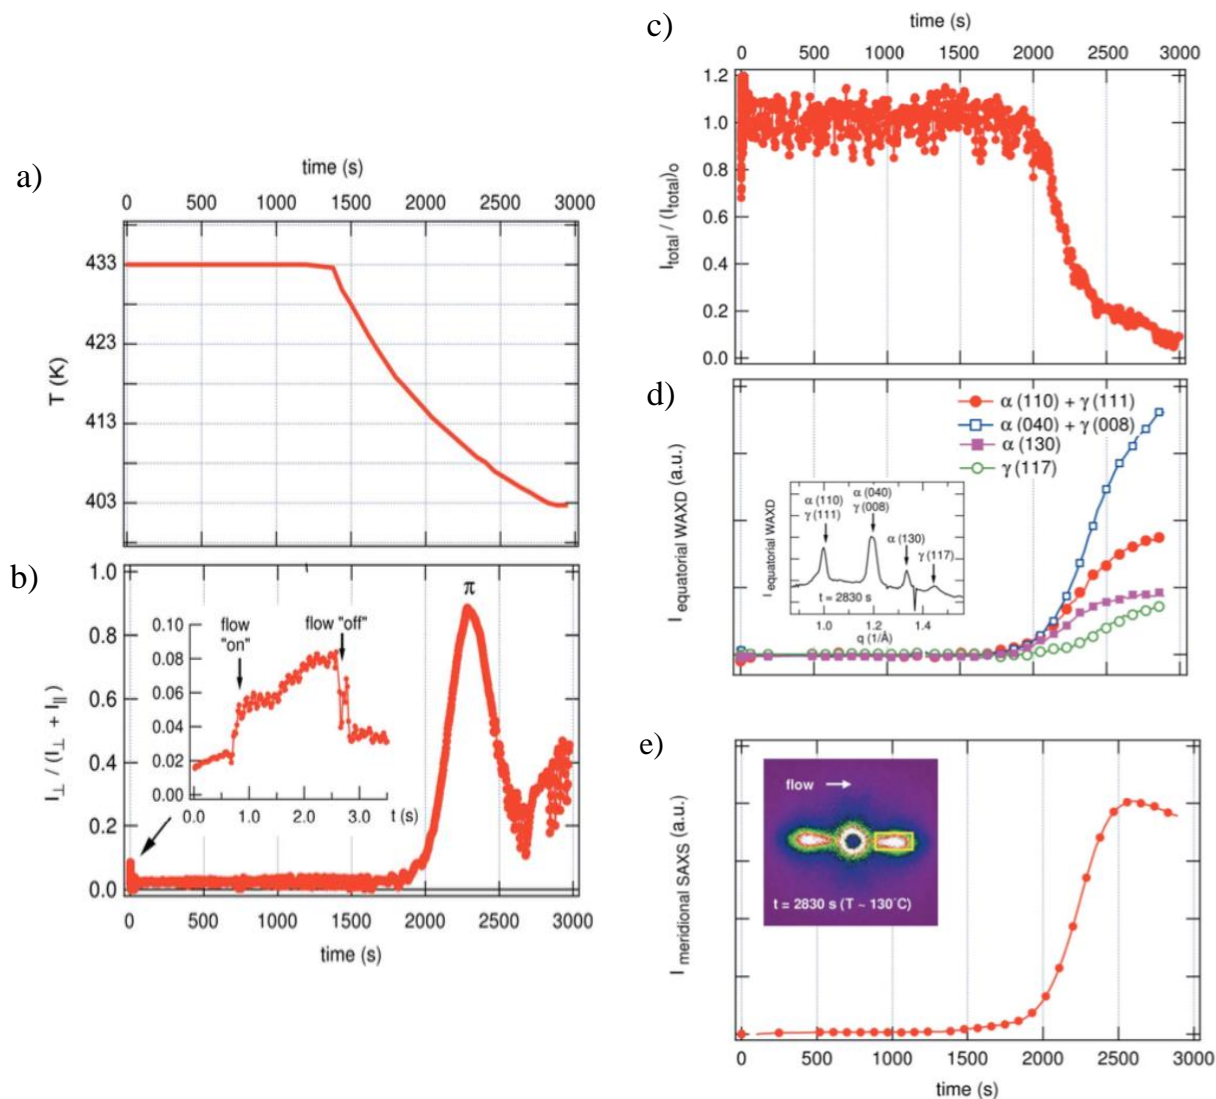 a)
time (s)
0 500 1000 1500 2000 2500 3000
433
423
413
403
T (K)
b)
1.0
0.8
0.6
0.4
0.2
0.0
I⊥ / (I⊥ + I∥)
π
0.10
0.08
0.06
0.04
0.02
0.00
flow
"on"
flow "off"
0.0 1.0 2.0 3.0 t (s)
0 500 1000 1500 2000 2500 3000
time (s)
c)
time (s)
0 500 1000 1500 2000 2500 3000
1.2
1.0
0.8
0.6
0.4
0.2
0.0
I total / (I total)o
d)
I equatorial WAXD (a.u.)
α (110) + γ (111)
α (040) + γ (008)
α (130)
γ (117)
I equatorial WAXD
α (110)
γ (111)
α (040)
γ (008)
α (130)
γ (117)
t = 2830 s
1.0 1.2 1.4
q (1/Å)
e)
I meridional SAXS (a.u.)
flow
t = 2830 s (T ~ 130°C)
0 500 1000 1500 2000 2500 3000
time (s)